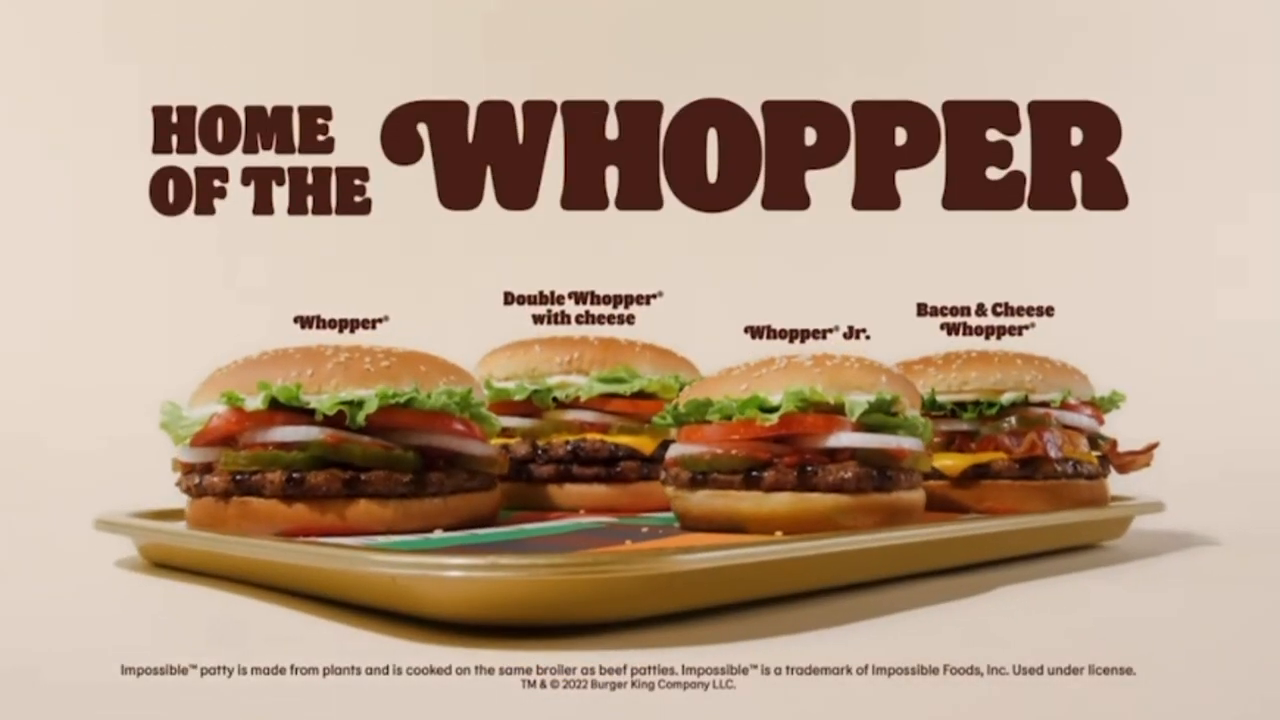 HOME
OF THE
WHOPPER
Double Whopper®
with cheese
Whopper®
Whopper® Jr.
Bacon & Cheese
Whopper®
Impossible™ patty is made from plants and is cooked on the same broiler as beef patties. Impossible™ is a trademark of Impossible Foods, Inc. Used under license.
TM & © 2022 Burger King Company LLC.